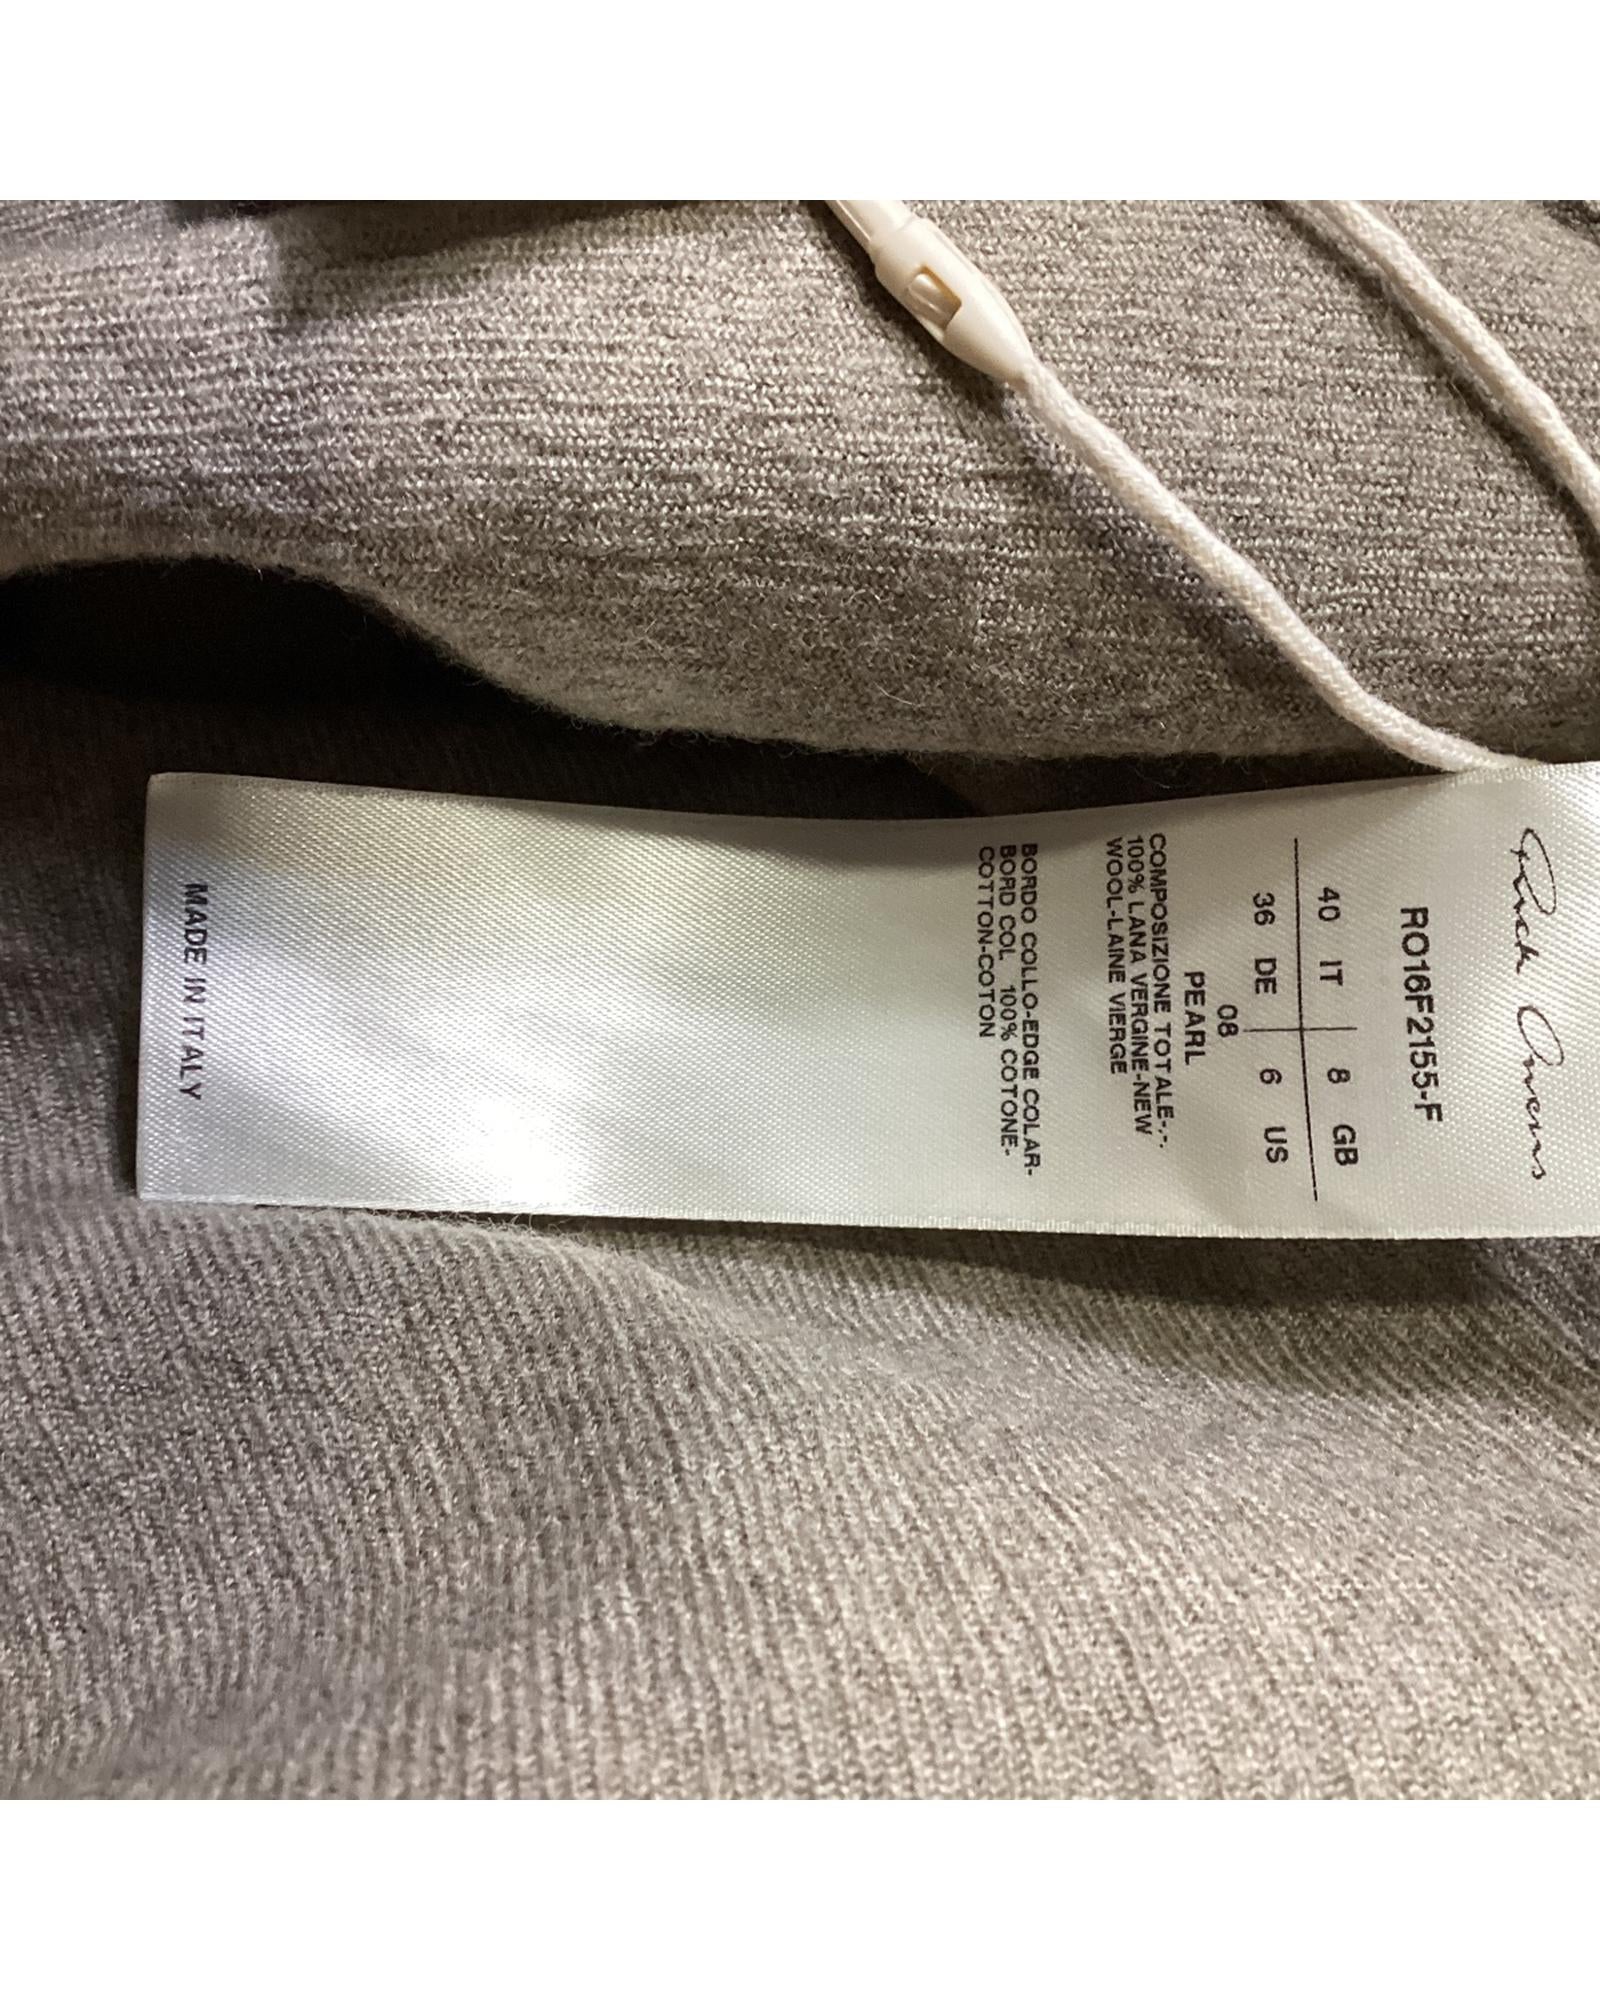 Rick Owens
RO16F2155-F
40 IT | 8 GB
36 DE | 6 US
08
PEARL
COMPOSIZIONE TOTALE-.-.
100% LANA VERGINE-NEW
WOOL-LAINE VIERGE
BORDO COLLO-EDGE COLAR-
BORD COL 100% COTONE-
COTTON-COTON
MADE IN ITALY